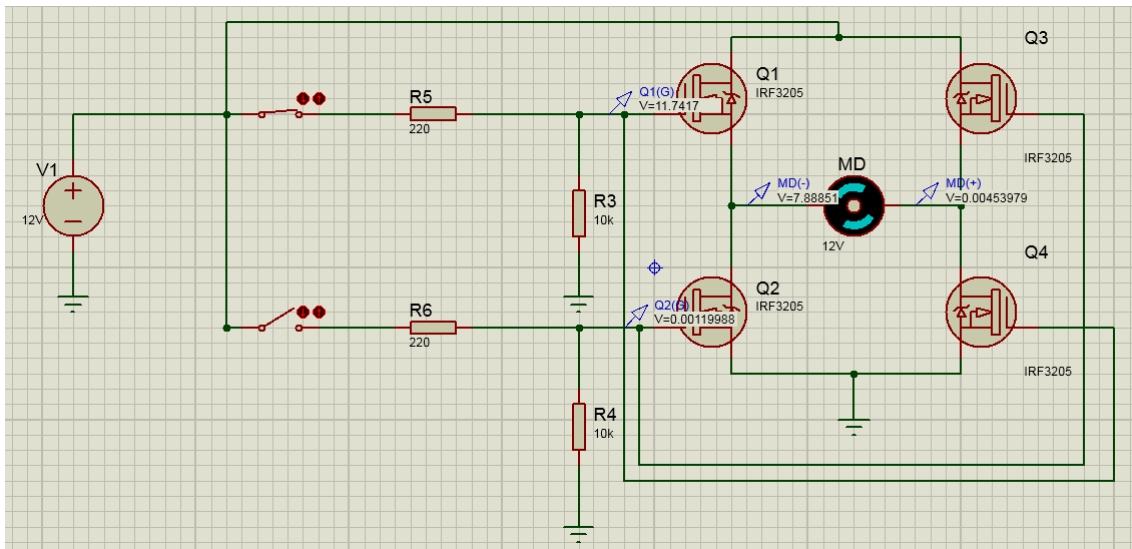 Q3
Q1
IRF3205
Q1(G)
V=11.7417
R5
220
V1
12V
R3
10k
IRF3205
MD
MD(-)
V=7.88851
MD(+)
V=0.00453979
12V
Q4
Q2
IRF3205
Q2(G)
V=0.00119988
R6
220
IRF3205
R4
10k